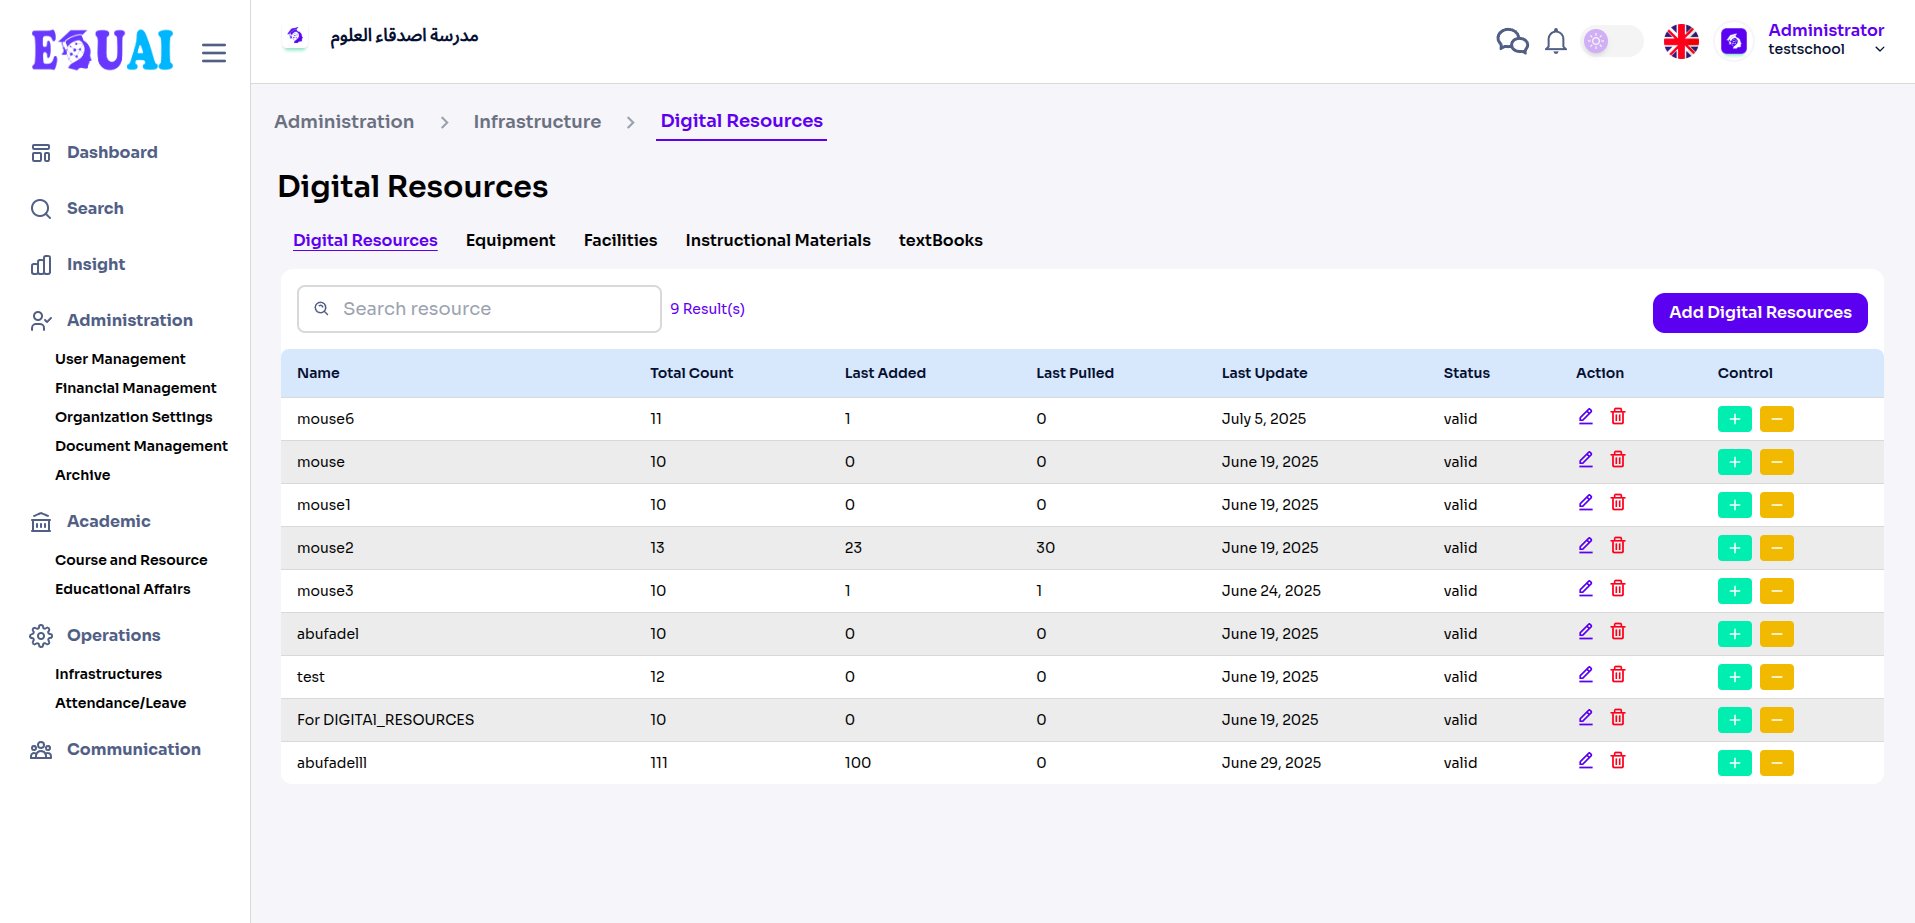 EDUAI
مدرسة اصدقاء العلوم
Administrator
testschool
Dashboard
Search
Insight
Administration
User Management
Financial Management
Organization Settings
Document Management
Archive
Academic
Course and Resource
Educational Affairs
Operations
Infrastructures
Attendance/Leave
Communication
Administration > Infrastructure > Digital Resources
Digital Resources
Digital Resources Equipment Facilities Instructional Materials textBooks
Search resource 9 Result(s) Add Digital Resources
Name Total Count Last Added Last Pulled Last Update Status Action Control
mouse6 11 1 0 July 5, 2025 valid + −
mouse 10 0 0 June 19, 2025 valid + −
mouse1 10 0 0 June 19, 2025 valid + −
mouse2 13 23 30 June 19, 2025 valid + −
mouse3 10 1 1 June 24, 2025 valid + −
abufadel 10 0 0 June 19, 2025 valid + −
test 12 0 0 June 19, 2025 valid + −
For DIGITAl_RESOURCES 10 0 0 June 19, 2025 valid + −
abufadelll 111 100 0 June 29, 2025 valid + −